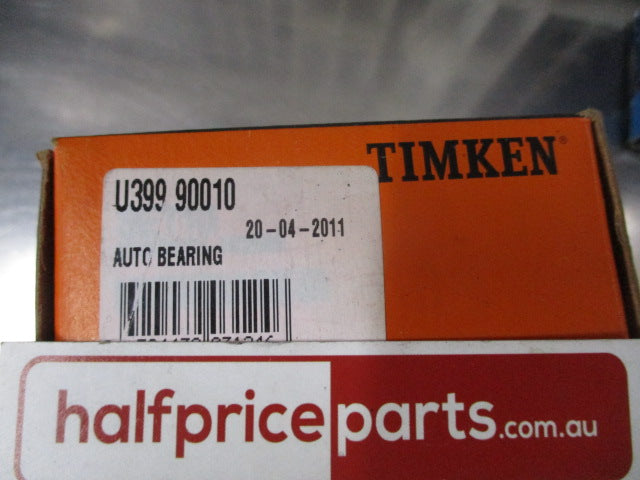 TIMKEN®
U399 90010
20-04-2011
AUTO BEARING
halfpriceparts.com.au